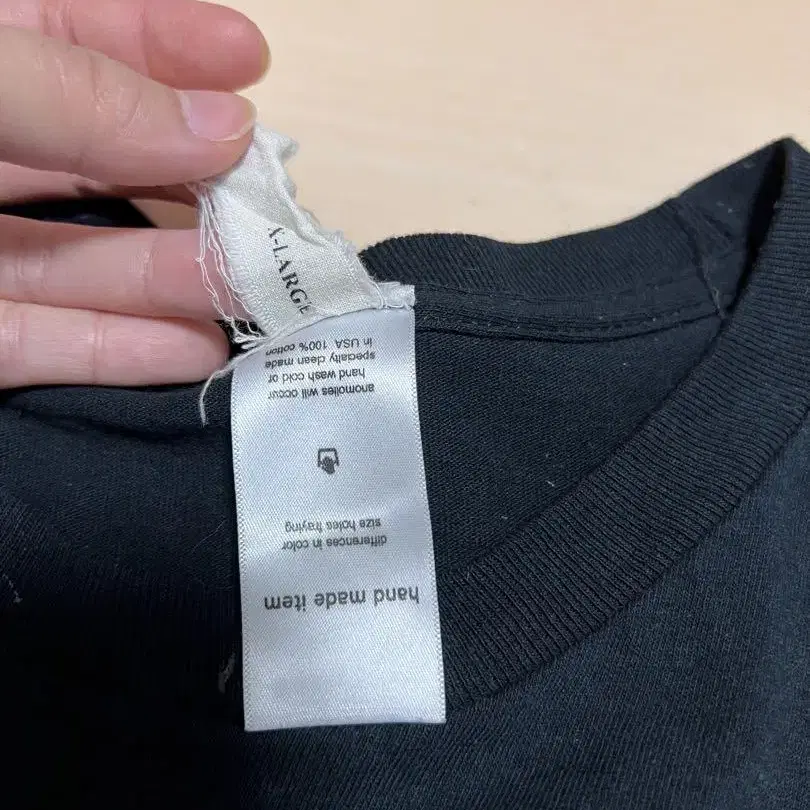 X-LARGE
hand made item
differences in color
size holes fraying
anomolies will occur
hand wash cold or
specialty clean made
in USA 100% cotton